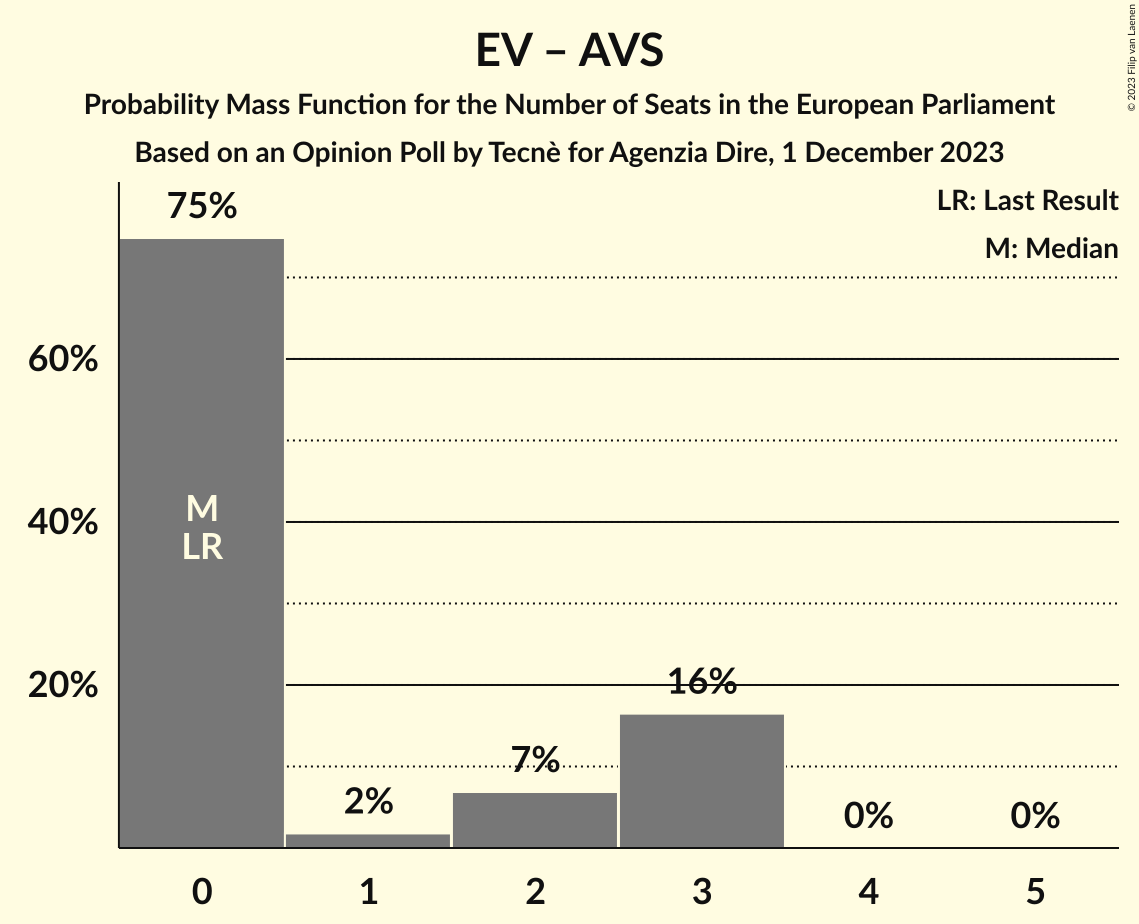 EV – AVS
Probability Mass Function for the Number of Seats in the European Parliament
Based on an Opinion Poll by Tecnè for Agenzia Dire, 1 December 2023
© 2023 Filip van Laenen
LR: Last Result
M: Median
75%
60%
40%
20%
M
LR
2%
7%
16%
0%
0%
0 1 2 3 4 5